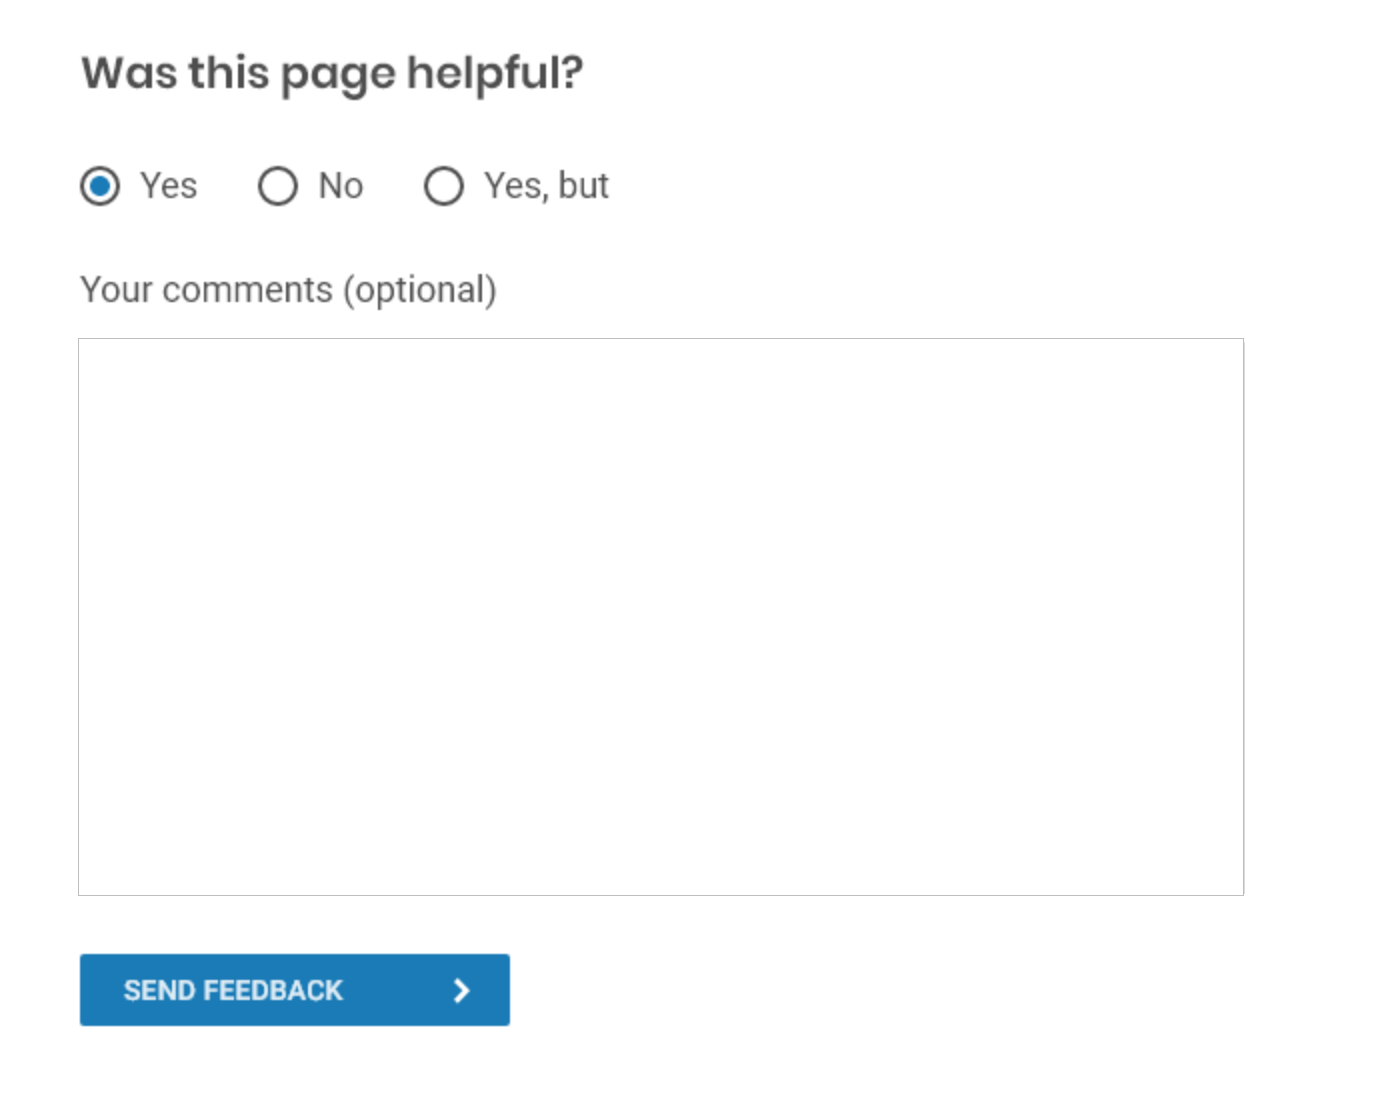 Was this page helpful?
Yes No Yes, but
Your comments (optional)
SEND FEEDBACK